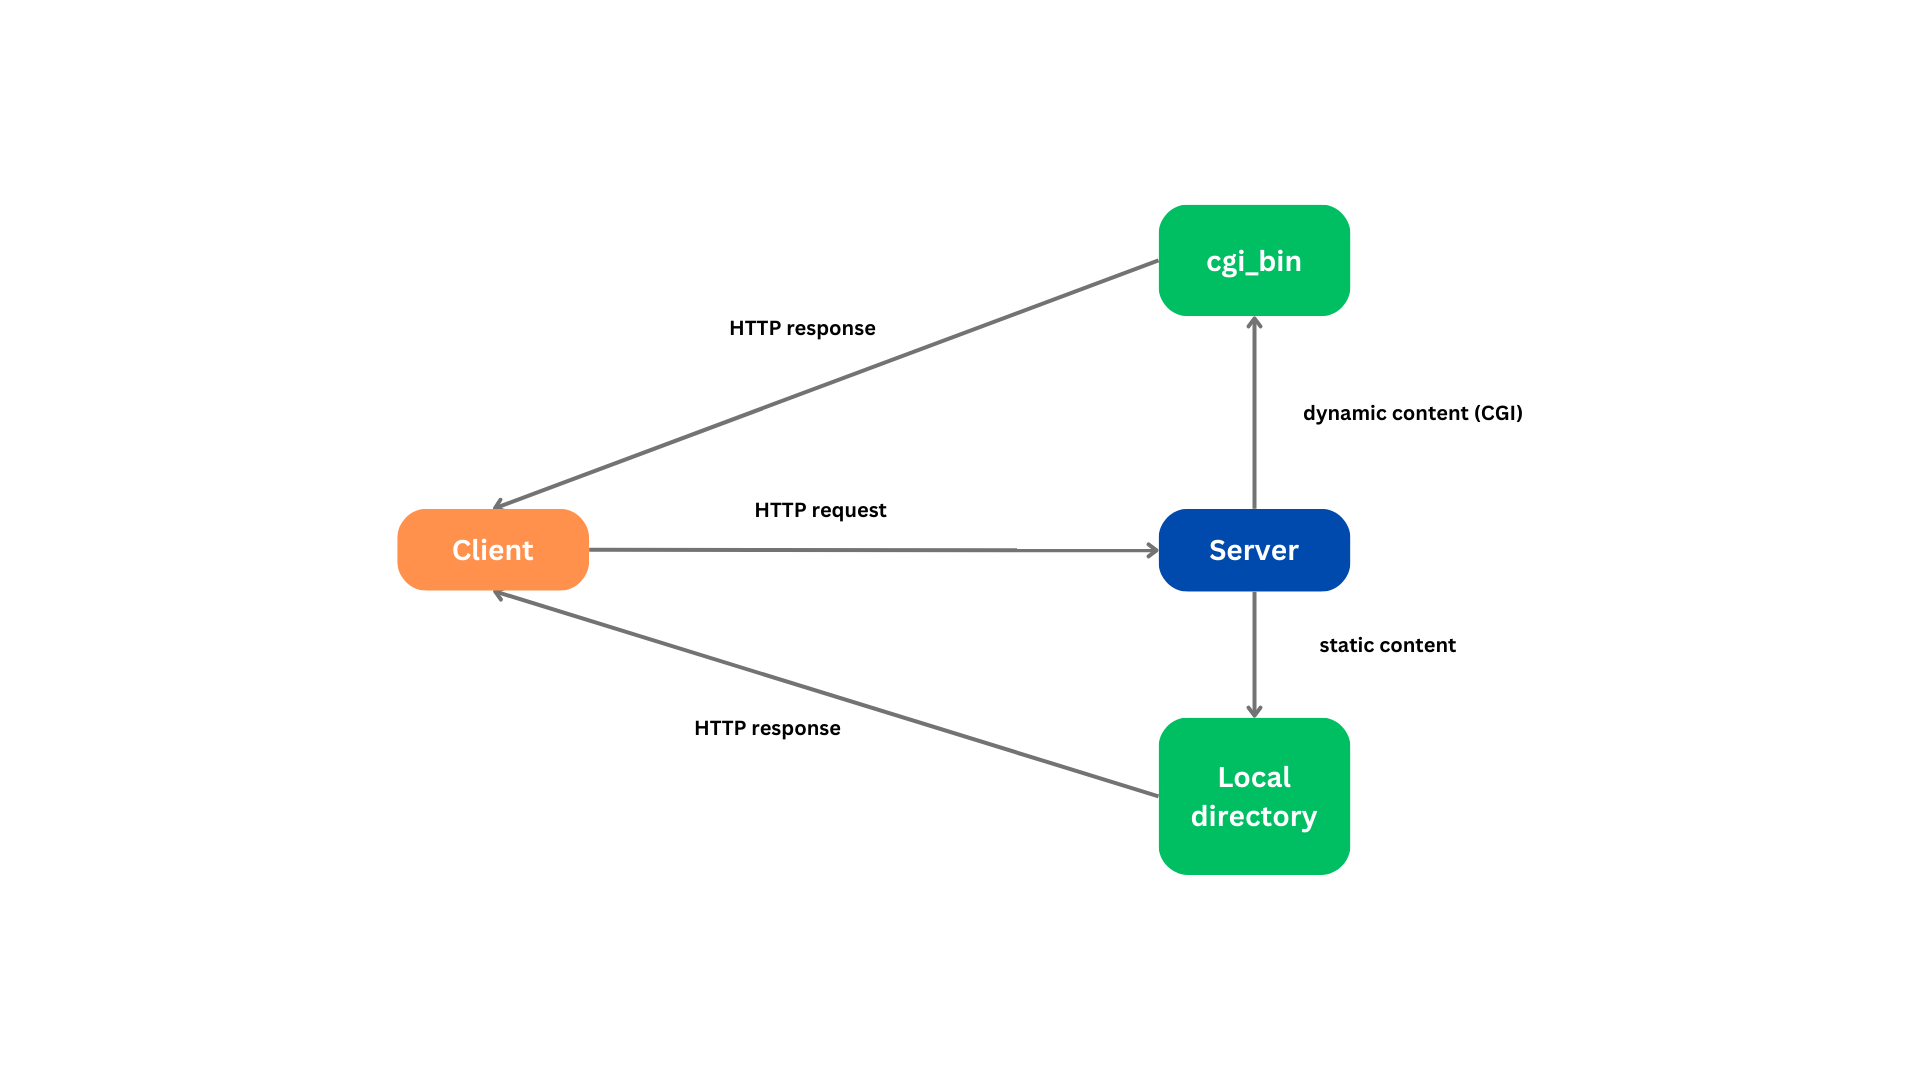 cgi_bin
HTTP response
dynamic content (CGI)
HTTP request
Client
Server
static content
HTTP response
Local
directory